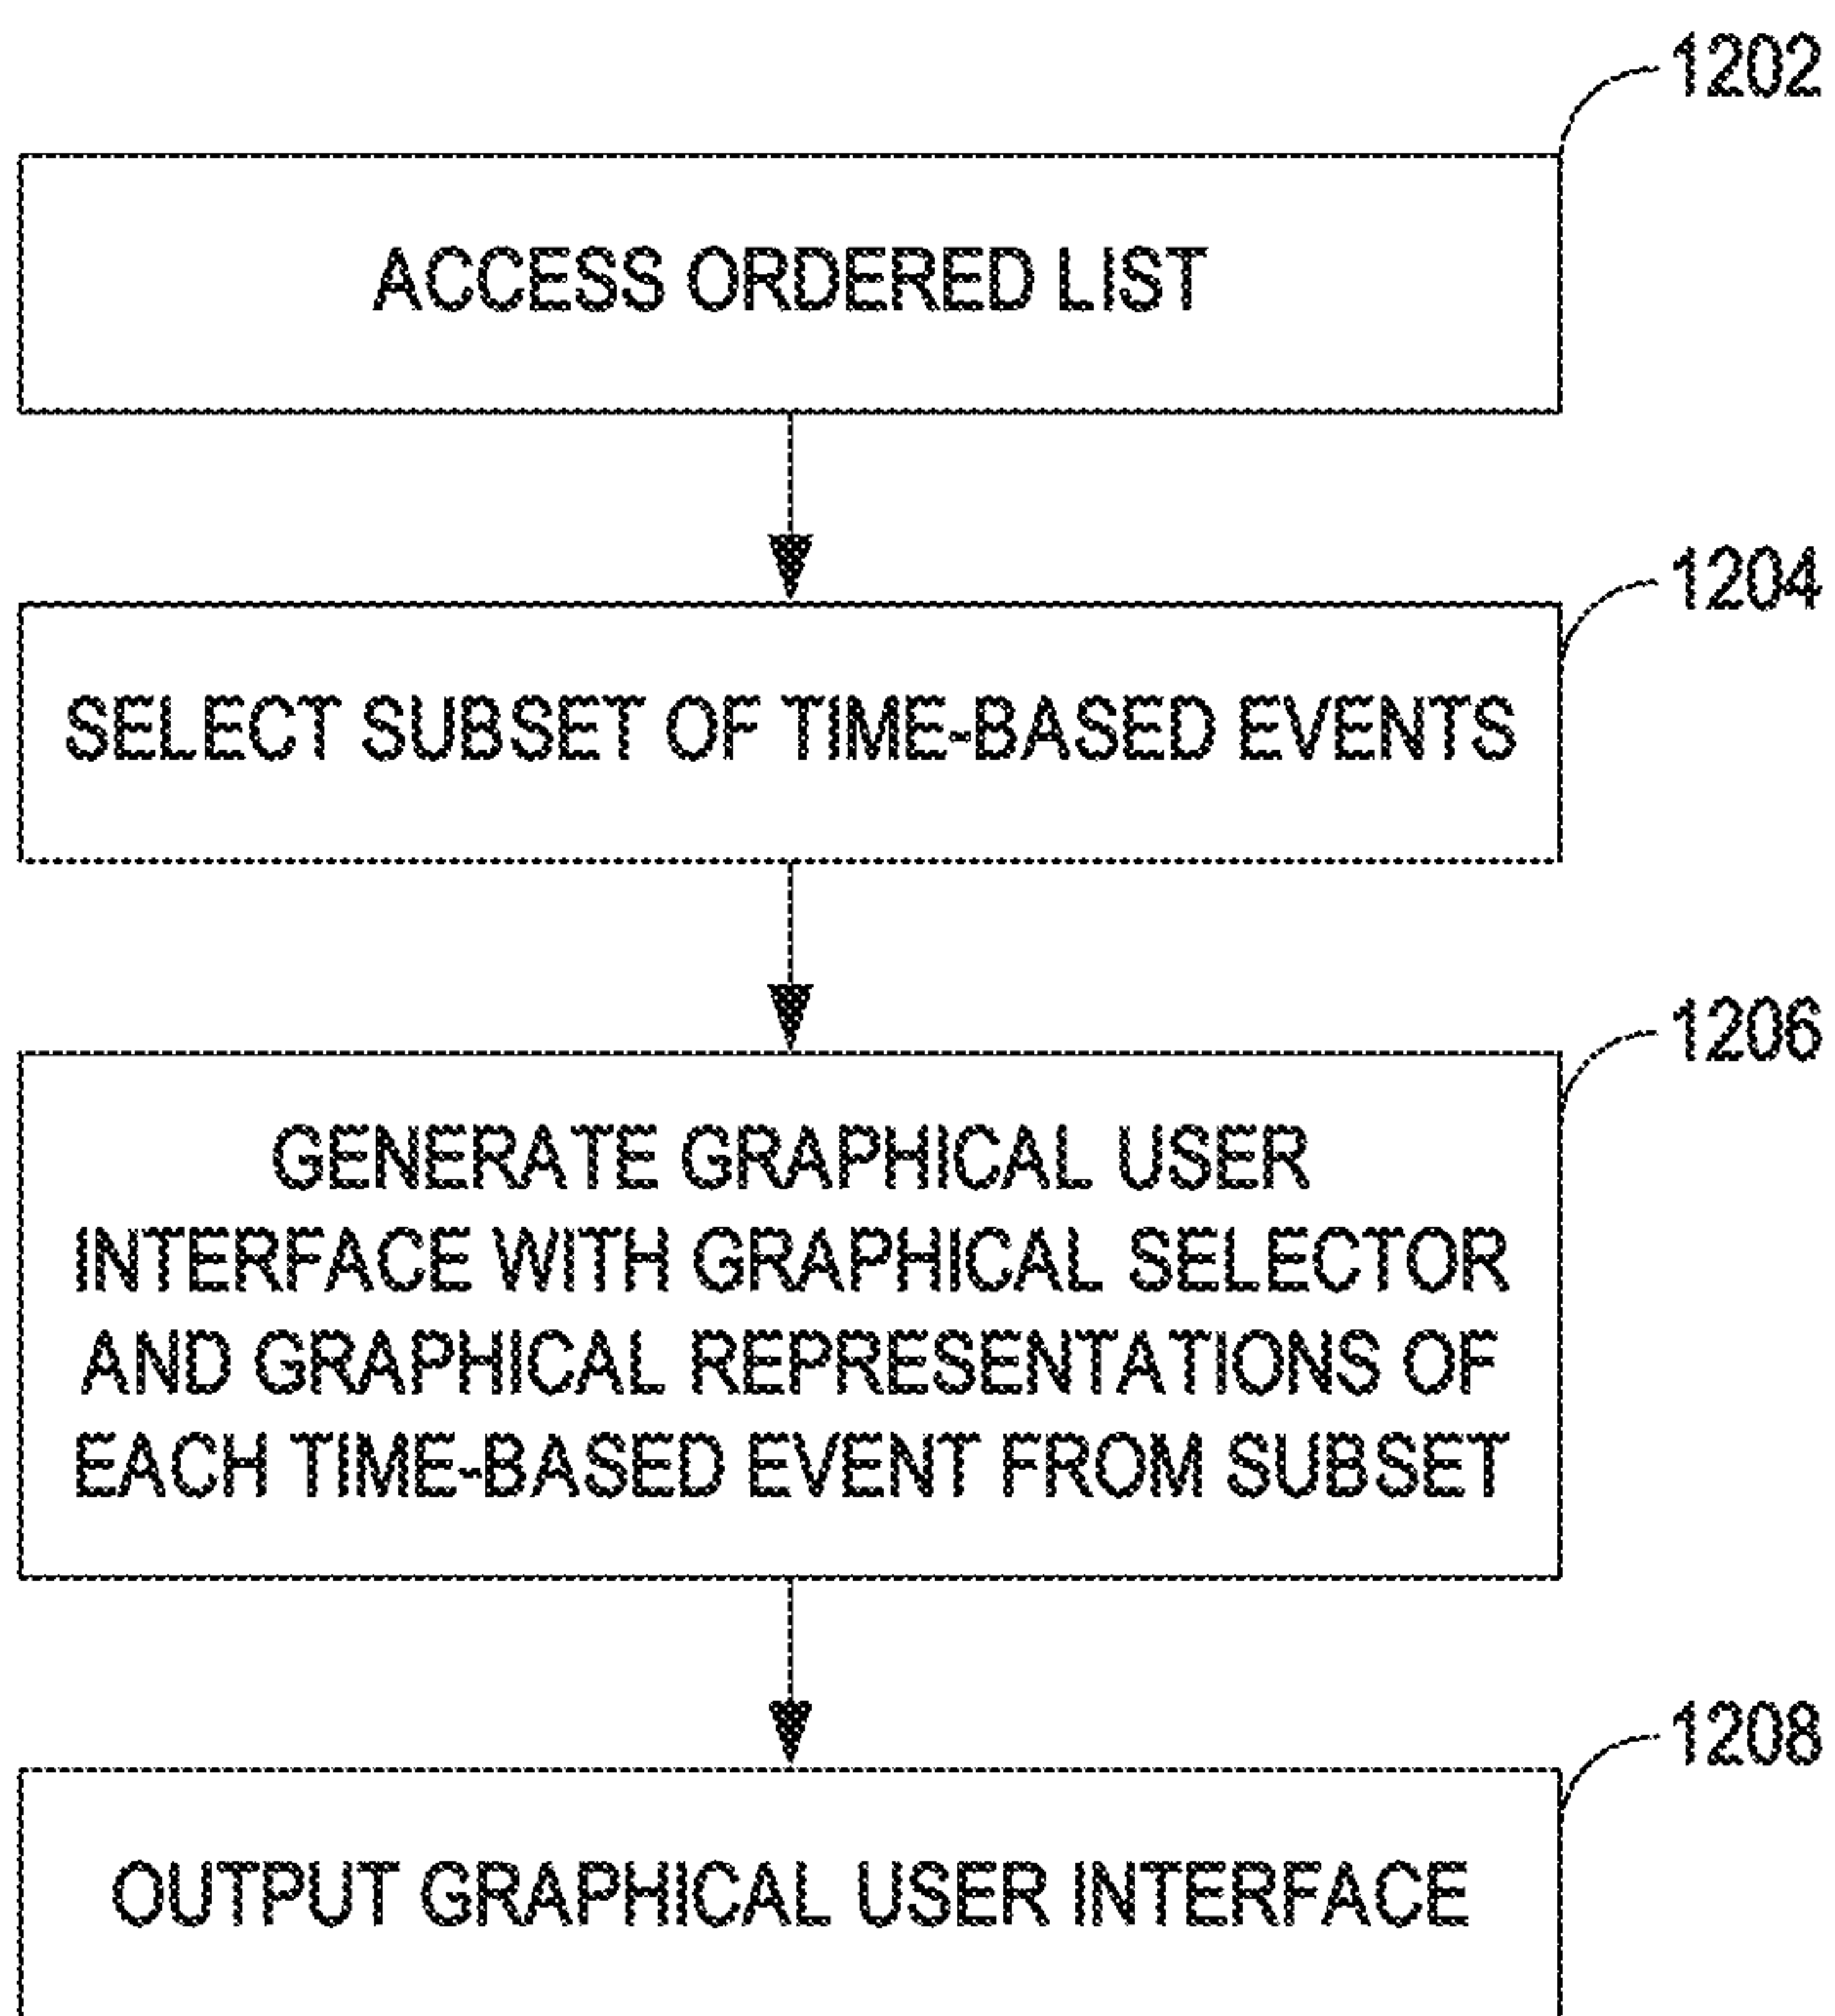 1202
ACCESS ORDERED LIST
1204
SELECT SUBSET OF TIME-BASED EVENTS
1206
GENERATE GRAPHICAL USER
INTERFACE WITH GRAPHICAL SELECTOR
AND GRAPHICAL REPRESENTATIONS OF
EACH TIME-BASED EVENT FROM SUBSET
1208
OUTPUT GRAPHICAL USER INTERFACE